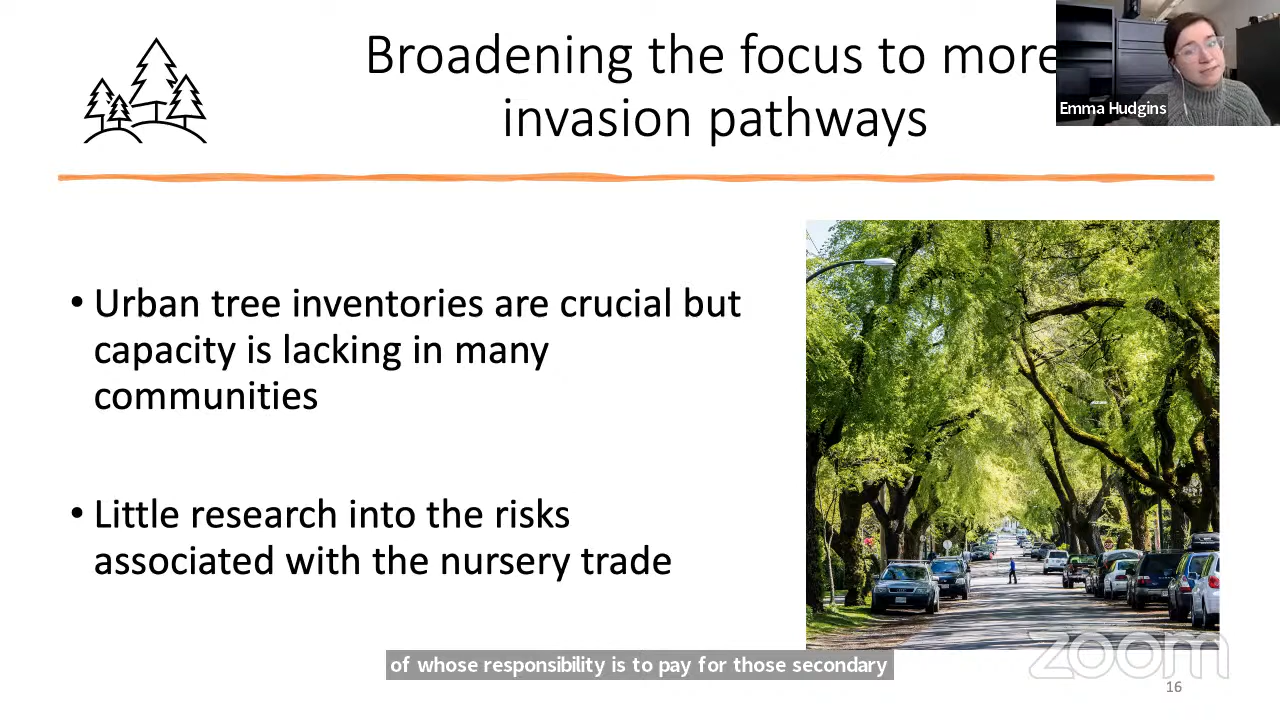 Broadening the focus to more
invasion pathways
Emma Hudgins
• Urban tree inventories are crucial but
capacity is lacking in many
communities
• Little research into the risks
associated with the nursery trade
of whose responsibility is to pay for those secondary
zoom
16